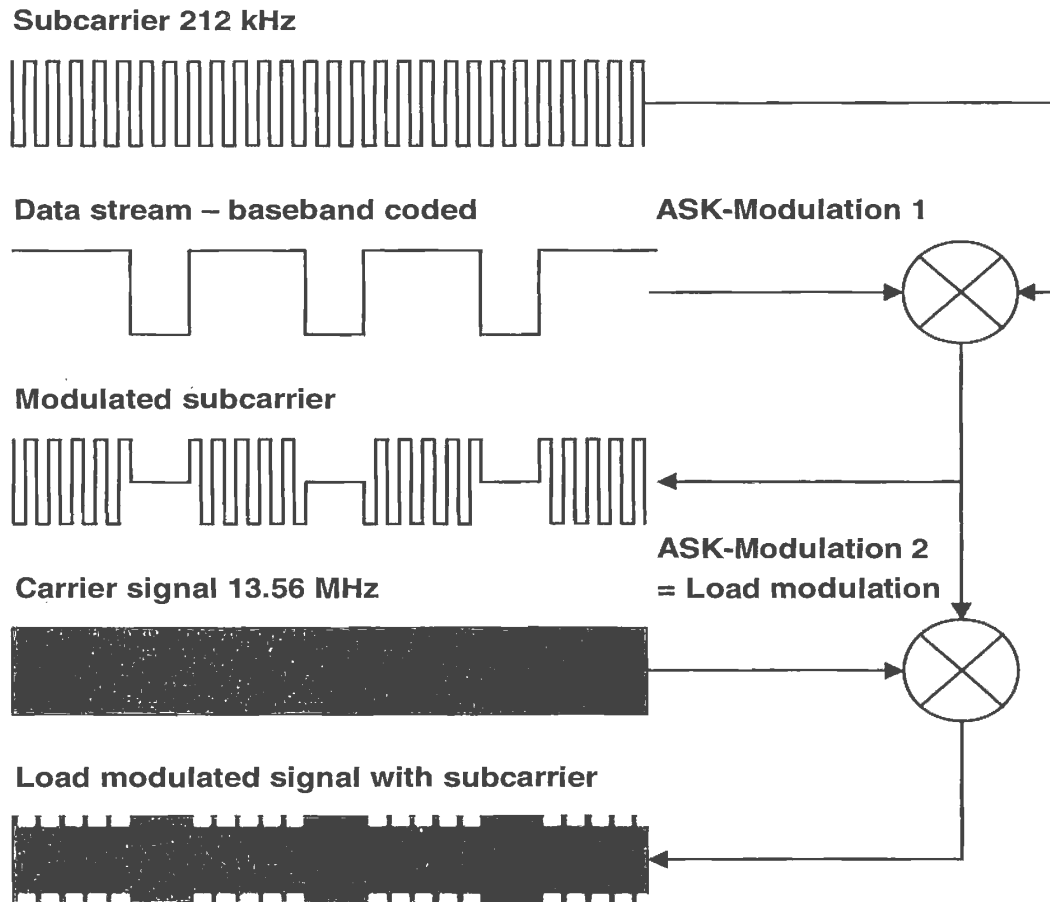 Subcarrier 212 kHz
Data stream – baseband coded
ASK-Modulation 1
Modulated subcarrier
ASK-Modulation 2
= Load modulation
Carrier signal 13.56 MHz
Load modulated signal with subcarrier